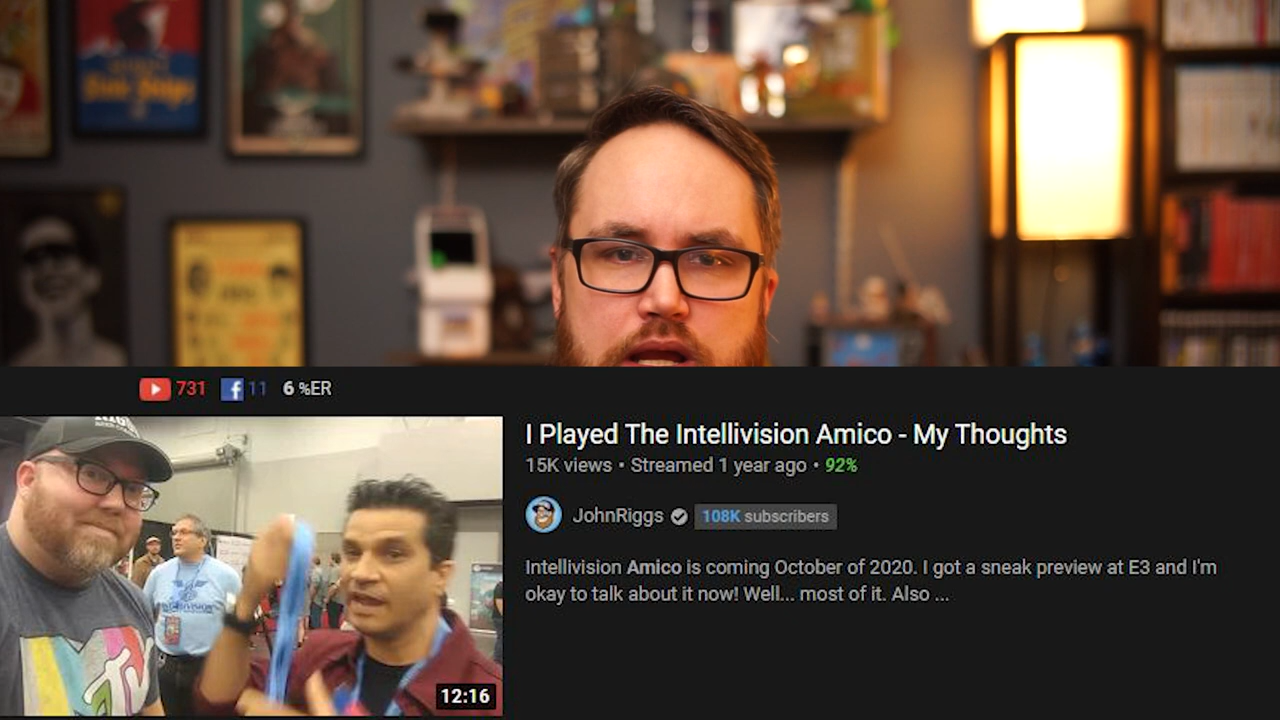 731 11 6 %ER
I Played The Intellivision Amico - My Thoughts
15K views • Streamed 1 year ago • 92%
JohnRiggs 108K subscribers
Intellivision Amico is coming October of 2020. I got a sneak preview at E3 and I'm
okay to talk about it now! Well... most of it. Also ...
MTV
12:16